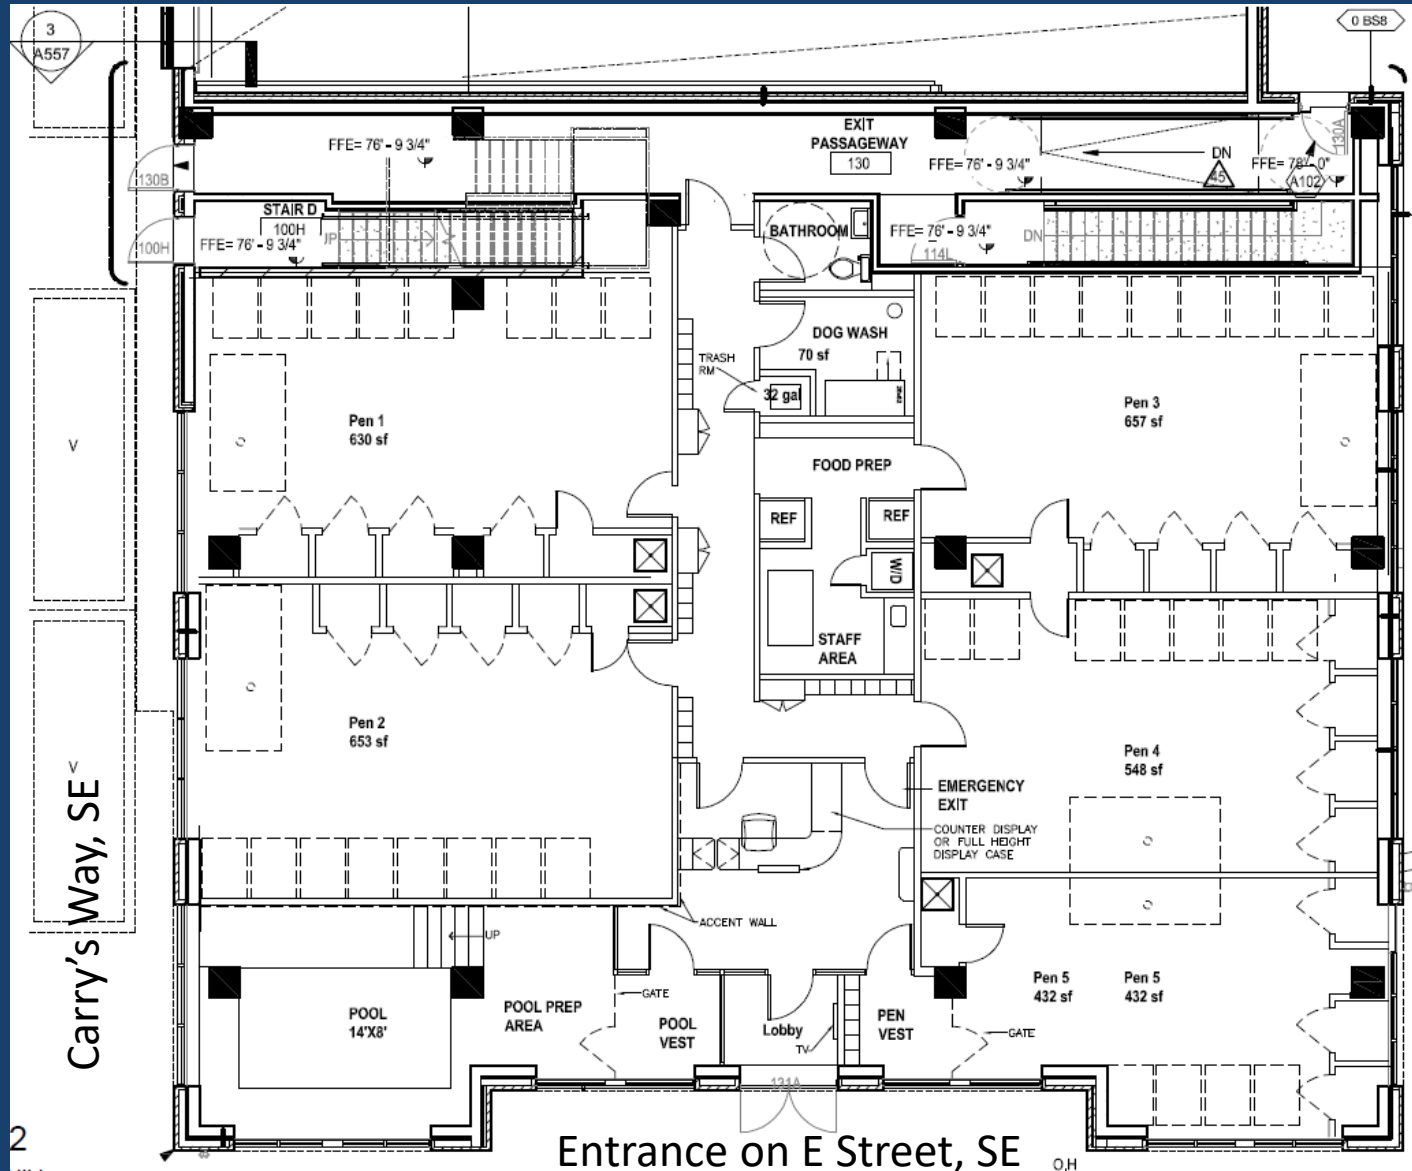 3
A557
0 BS8
EXIT
PASSAGEWAY
130
FFE= 76' - 9 3/4"
FFE= 76' - 9 3/4"
DN
45
FFE= 78'- 0"
A102
130A
130B
STAIR D
100H
UP
FFE= 76' - 9 3/4"
100H
BATHROOM
FFE= 76' - 9 3/4"
114L
DN
DOG WASH
70 sf
TRASH
RM
32 gal
Pen 1
630 sf
Pen 3
657 sf
V
FOOD PREP
REF
REF
W/D
STAFF
AREA
Pen 2
653 sf
Pen 4
548 sf
V
EMERGENCY
EXIT
COUNTER DISPLAY
OR FULL HEIGHT
DISPLAY CASE
ACCENT WALL
UP
Carry's Way, SE
POOL
14'X8'
POOL PREP
AREA
GATE
POOL
VEST
Lobby
TV
PEN
VEST
GATE
Pen 5
432 sf
Pen 5
432 sf
131A
2
Entrance on E Street, SE
O.H